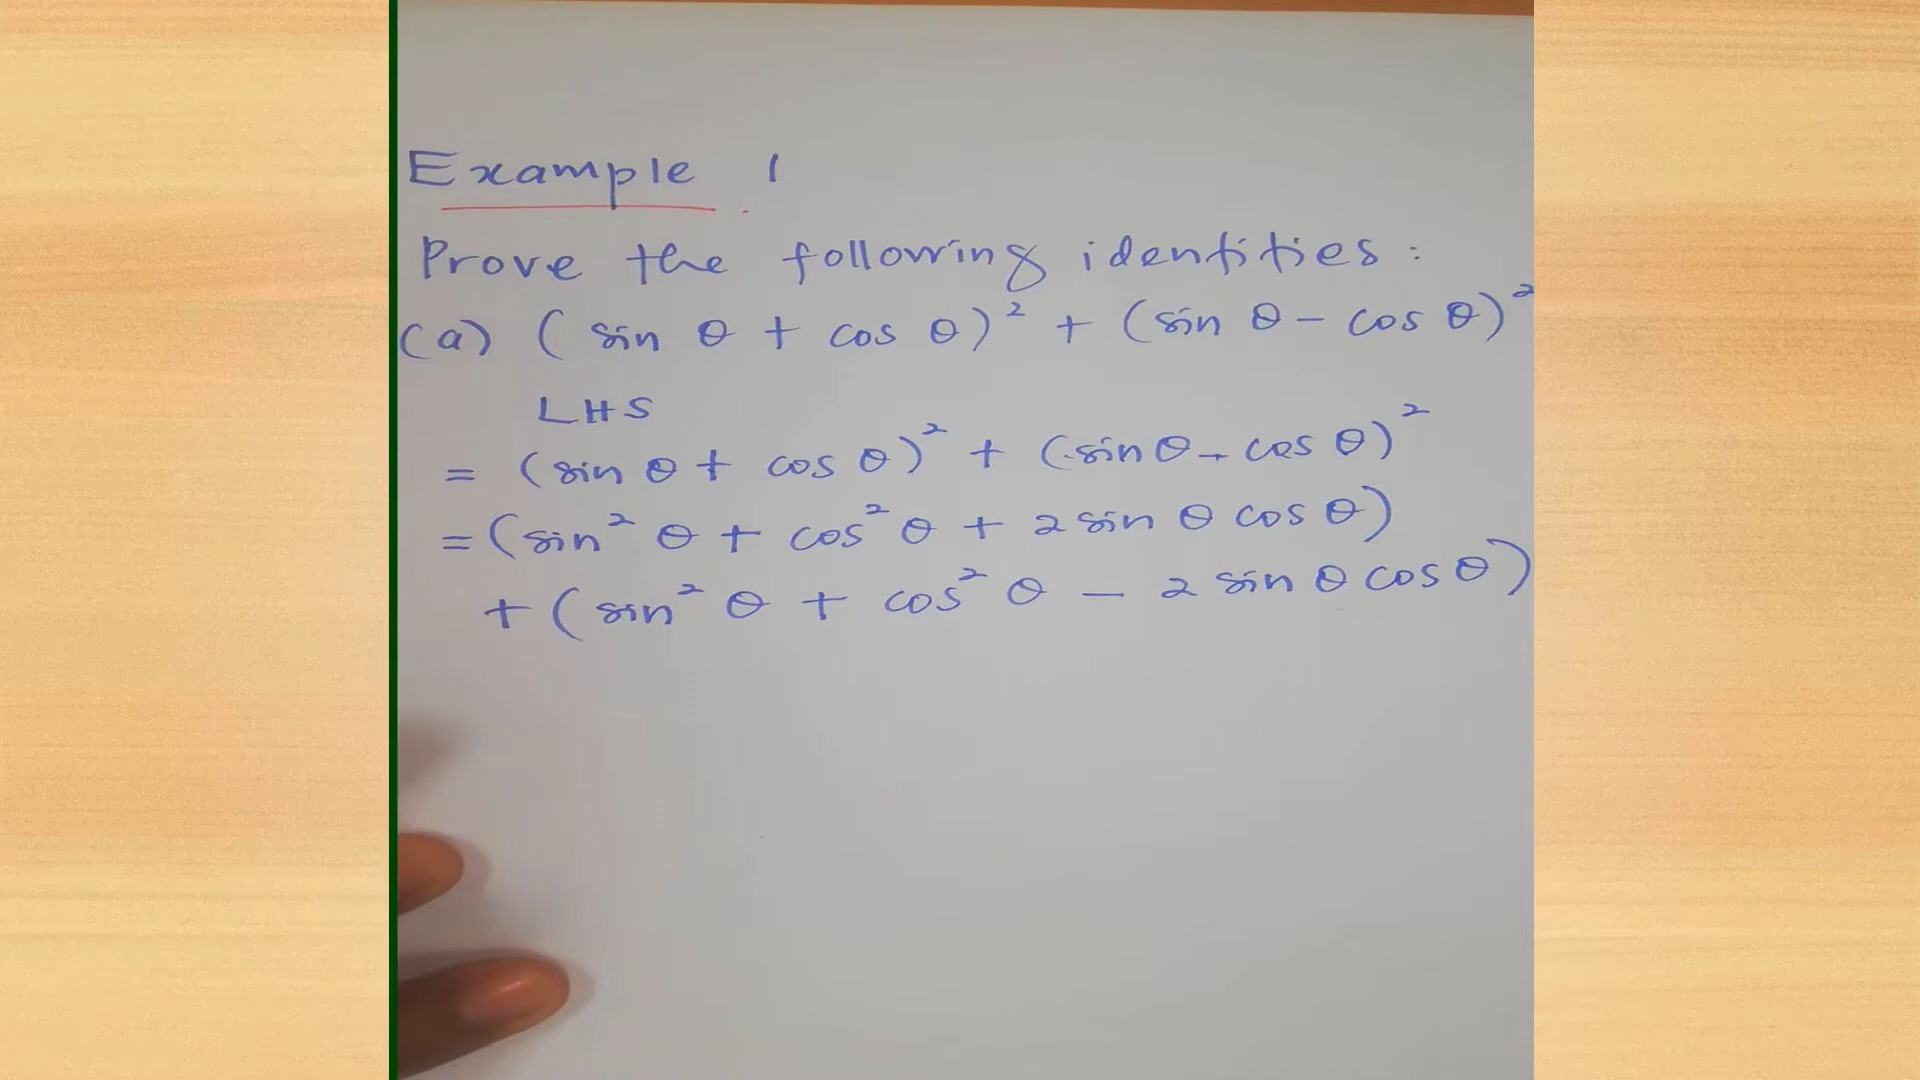 Example 1
Prove the following identities :
(a) (sin θ + cos θ)² + (sin θ - cos θ)²
LHS
= (sin θ + cos θ)² + (sin θ - cos θ)²
= (sin² θ + cos² θ + 2 sin θ cos θ)
+ (sin² θ + cos² θ - 2 sin θ cos θ)